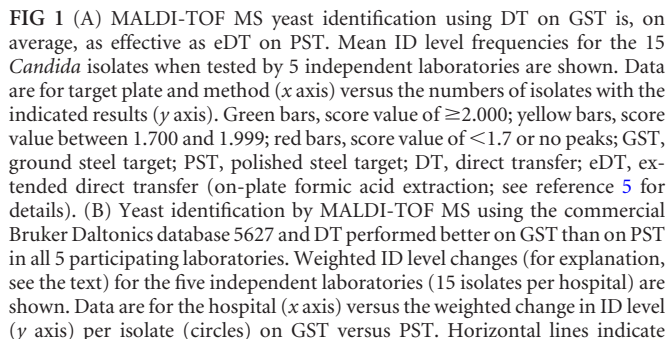 FIG 1 (A) MALDI-TOF MS yeast identification using DT on GST is, on
average, as effective as eDT on PST. Mean ID level frequencies for the 15
Candida isolates when tested by 5 independent laboratories are shown. Data
are for target plate and method (x axis) versus the numbers of isolates with the
indicated results (y axis). Green bars, score value of ≥2.000; yellow bars, score
value between 1.700 and 1.999; red bars, score value of <1.7 or no peaks; GST,
ground steel target; PST, polished steel target; DT, direct transfer; eDT, ex-
tended direct transfer (on-plate formic acid extraction; see reference 5 for
details). (B) Yeast identification by MALDI-TOF MS using the commercial
Bruker Daltonics database 5627 and DT performed better on GST than on PST
in all 5 participating laboratories. Weighted ID level changes (for explanation,
see the text) for the five independent laboratories (15 isolates per hospital) are
shown. Data are for the hospital (x axis) versus the weighted change in ID level
(y axis) per isolate (circles) on GST versus PST. Horizontal lines indicate